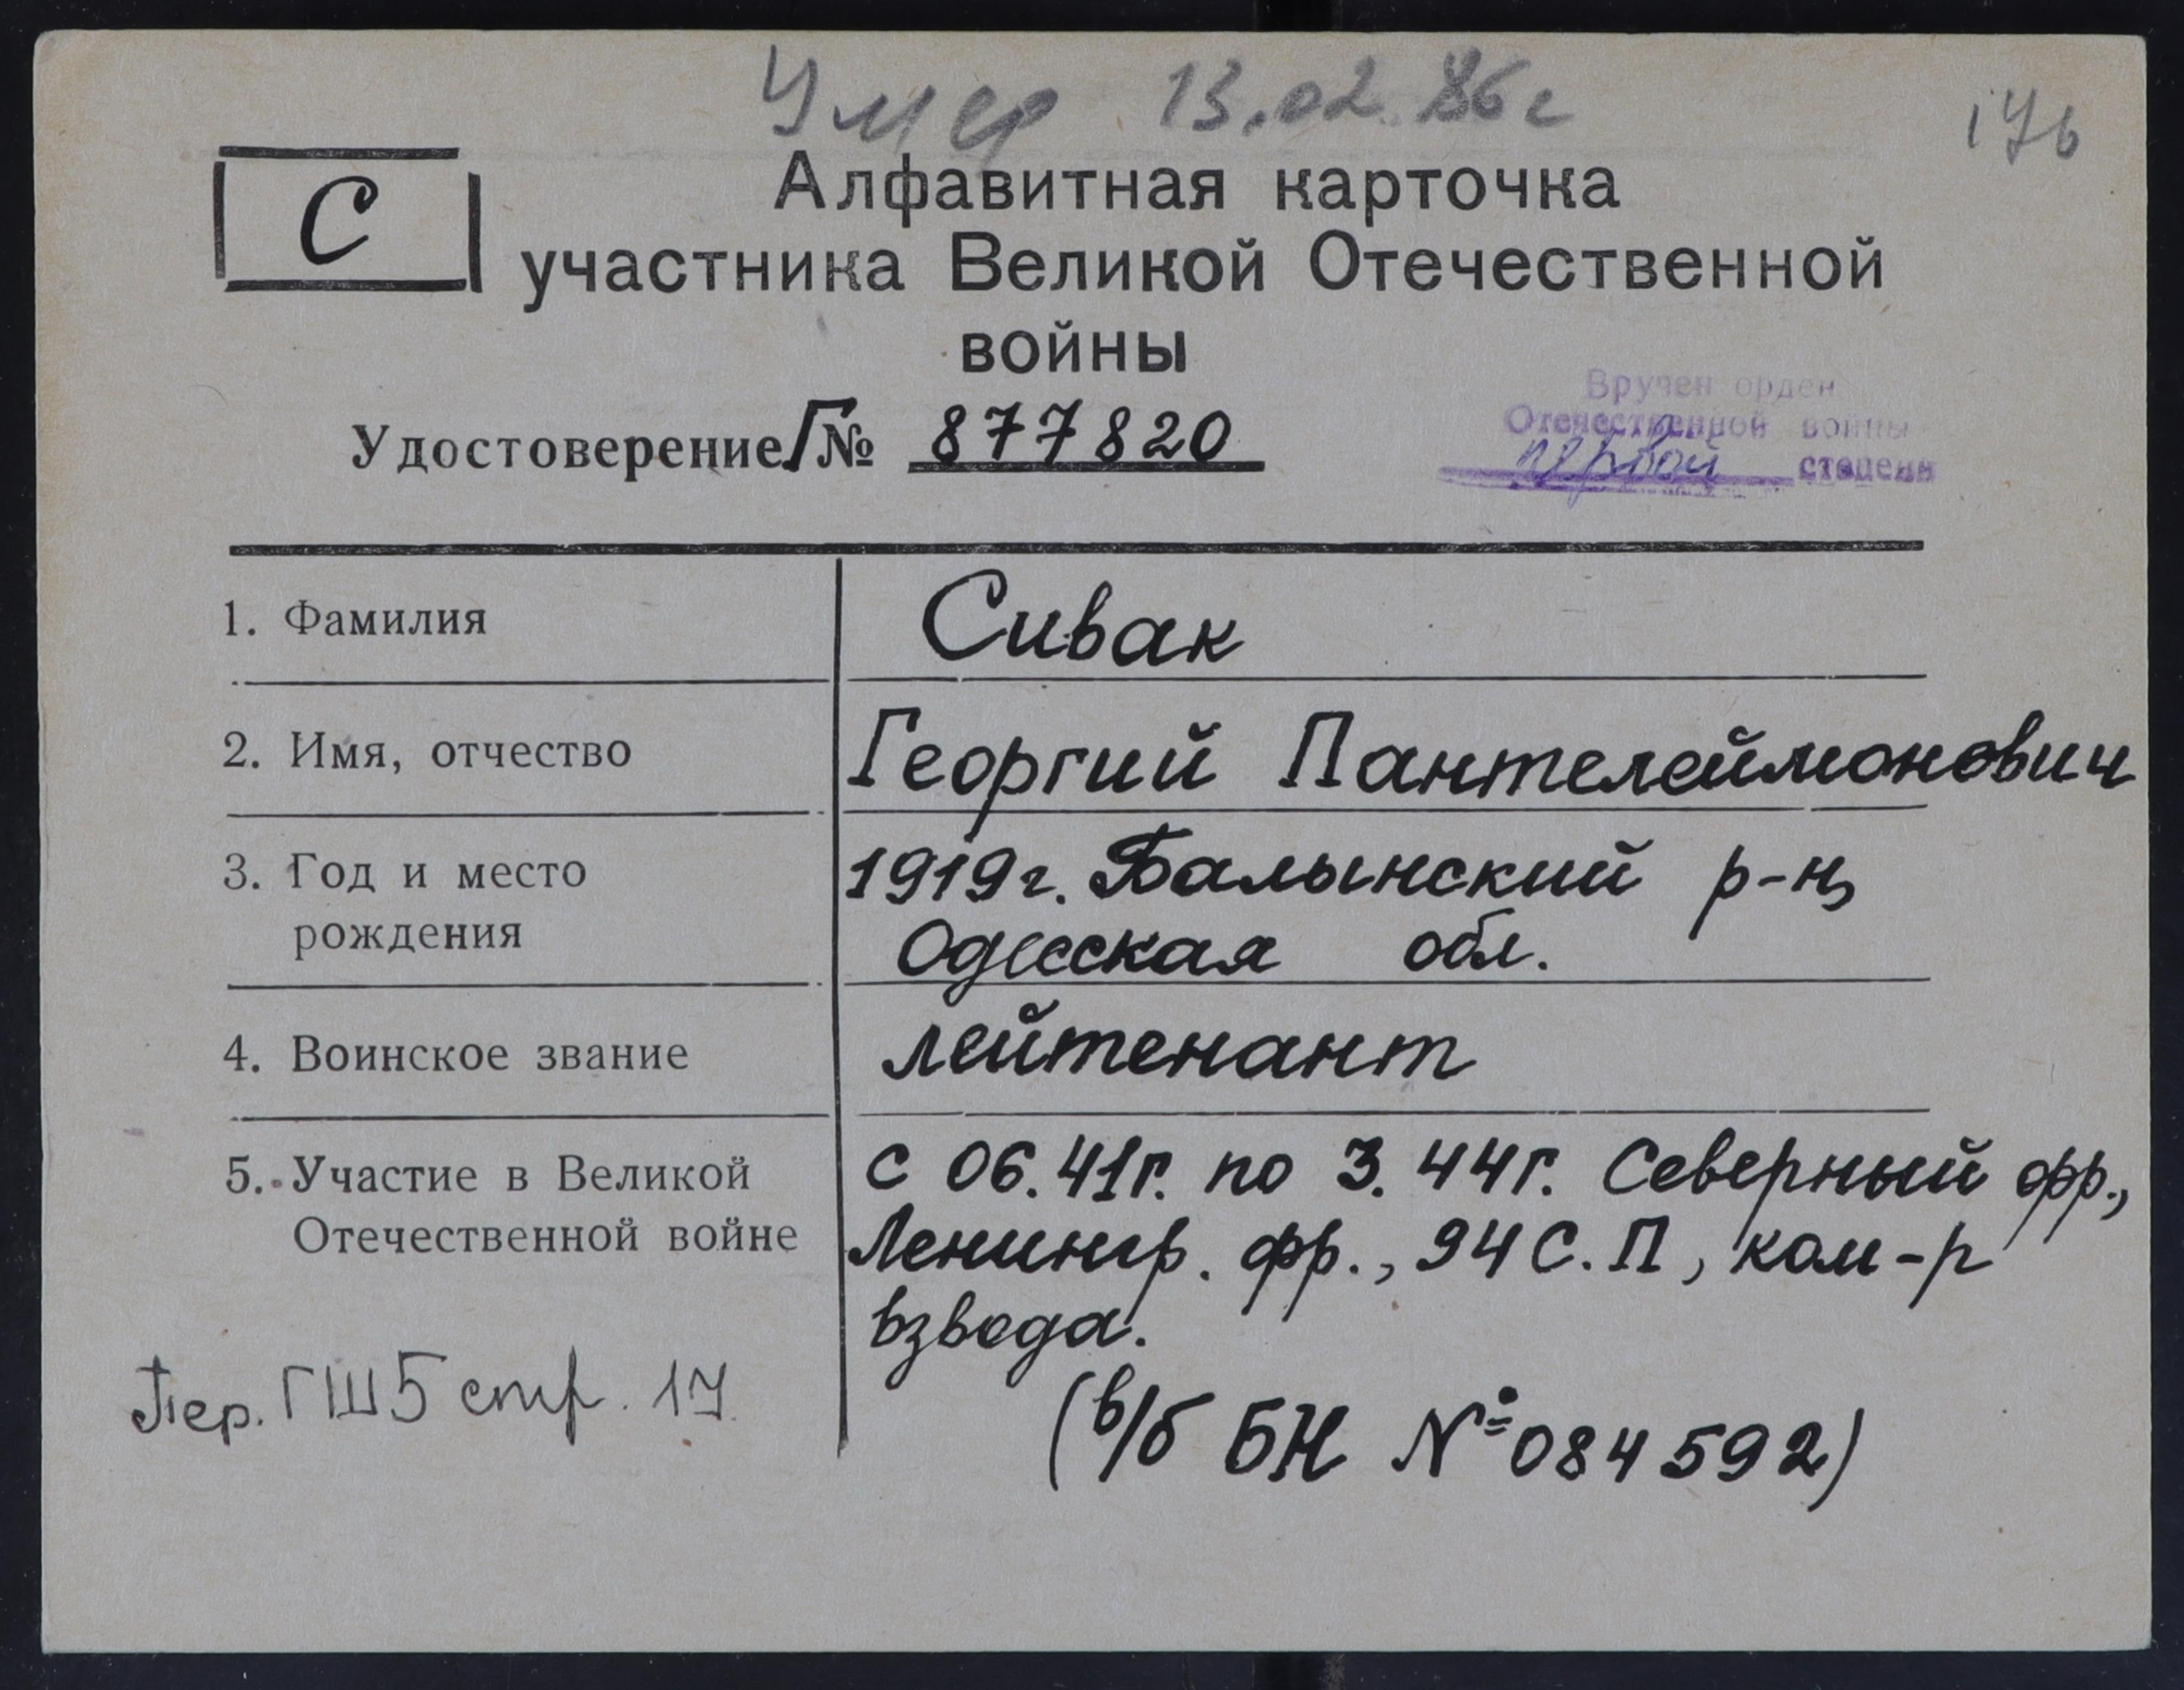 Умер 13.02.86г
176
С
Алфавитная карточка
участника Великой Отечественной
войны
Удостоверение Г№ 877820
Вручен орден
Отечественной войны
первой степени
1. Фамилия
Сивак
2. Имя, отчество
Георгий Пантелеймонович
3. Год и место
рождения
1919г. Балынский р-н,
Одесская обл.
4. Воинское звание
лейтенант
5. Участие в Великой
Отечественной войне
с 06.41г. по 3.44г. Северный фр.,
Ленингр. фр., 94 С.П, ком-р
взвода.
Пер. ГШ5 стр. 17
(в/б БН №084592)